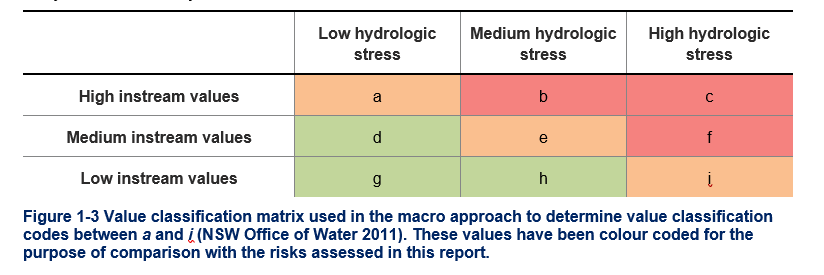 Low hydrologic stress Medium hydrologic stress High hydrologic stress
High instream values a b c
Medium instream values d e f
Low instream values g h i
Figure 1-3 Value classification matrix used in the macro approach to determine value classification
codes between a and i (NSW Office of Water 2011). These values have been colour coded for the
purpose of comparison with the risks assessed in this report.